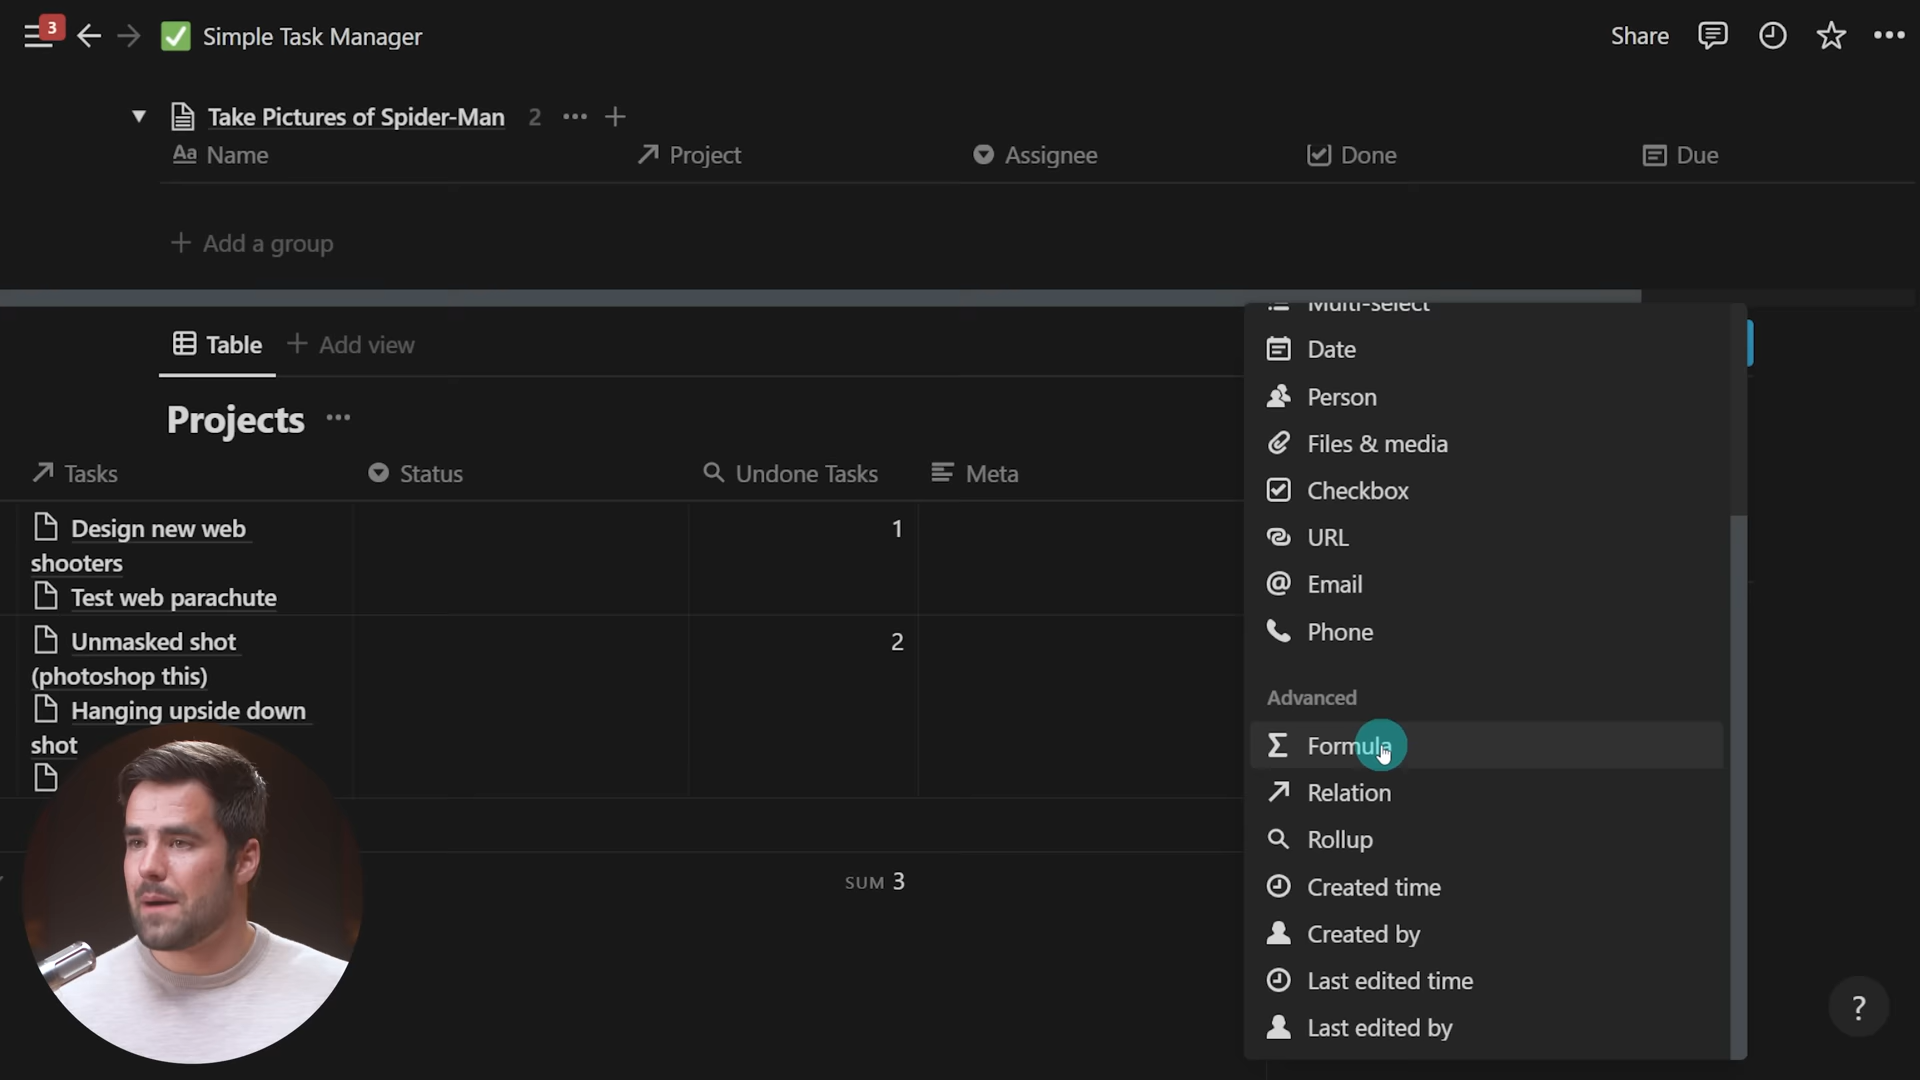 3
Simple Task Manager
Share
Take Pictures of Spider-Man 2
Aa Name
Project
Assignee
Done
Due
+ Add a group
Table
+ Add view
Projects
Tasks
Status
Undone Tasks
Meta
Design new web
shooters
1
Test web parachute
Unmasked shot
2
(photoshop this)
Hanging upside down
shot
SUM 3
Multi-select
Date
Person
Files & media
Checkbox
URL
Email
Phone
Advanced
Formula
Relation
Rollup
Created time
Created by
Last edited time
Last edited by
?